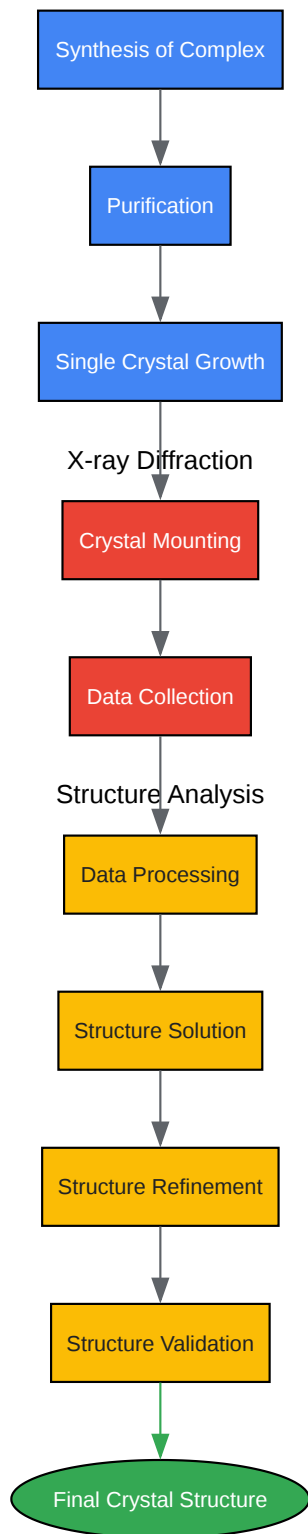 Synthesis of Complex
Purification
Single Crystal Growth
X-ray Diffraction
Crystal Mounting
Data Collection
Structure Analysis
Data Processing
Structure Solution
Structure Refinement
Structure Validation
Final Crystal Structure